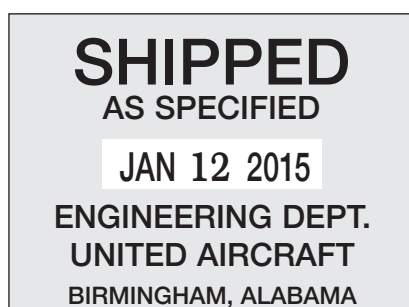 SHIPPED
AS SPECIFIED
JAN 12 2015
ENGINEERING DEPT.
UNITED AIRCRAFT
BIRMINGHAM, ALABAMA